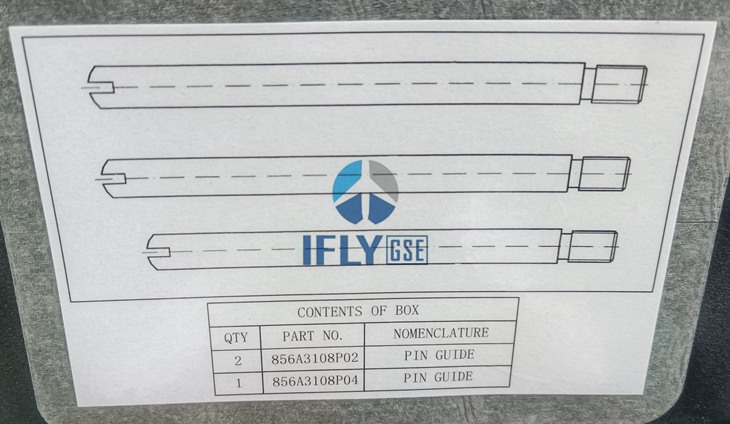 IFLY GSE
CONTENTS OF BOX
QTY PART NO. NOMENCLATURE
2 856A3108P02 PIN GUIDE
1 856A3108P04 PIN GUIDE